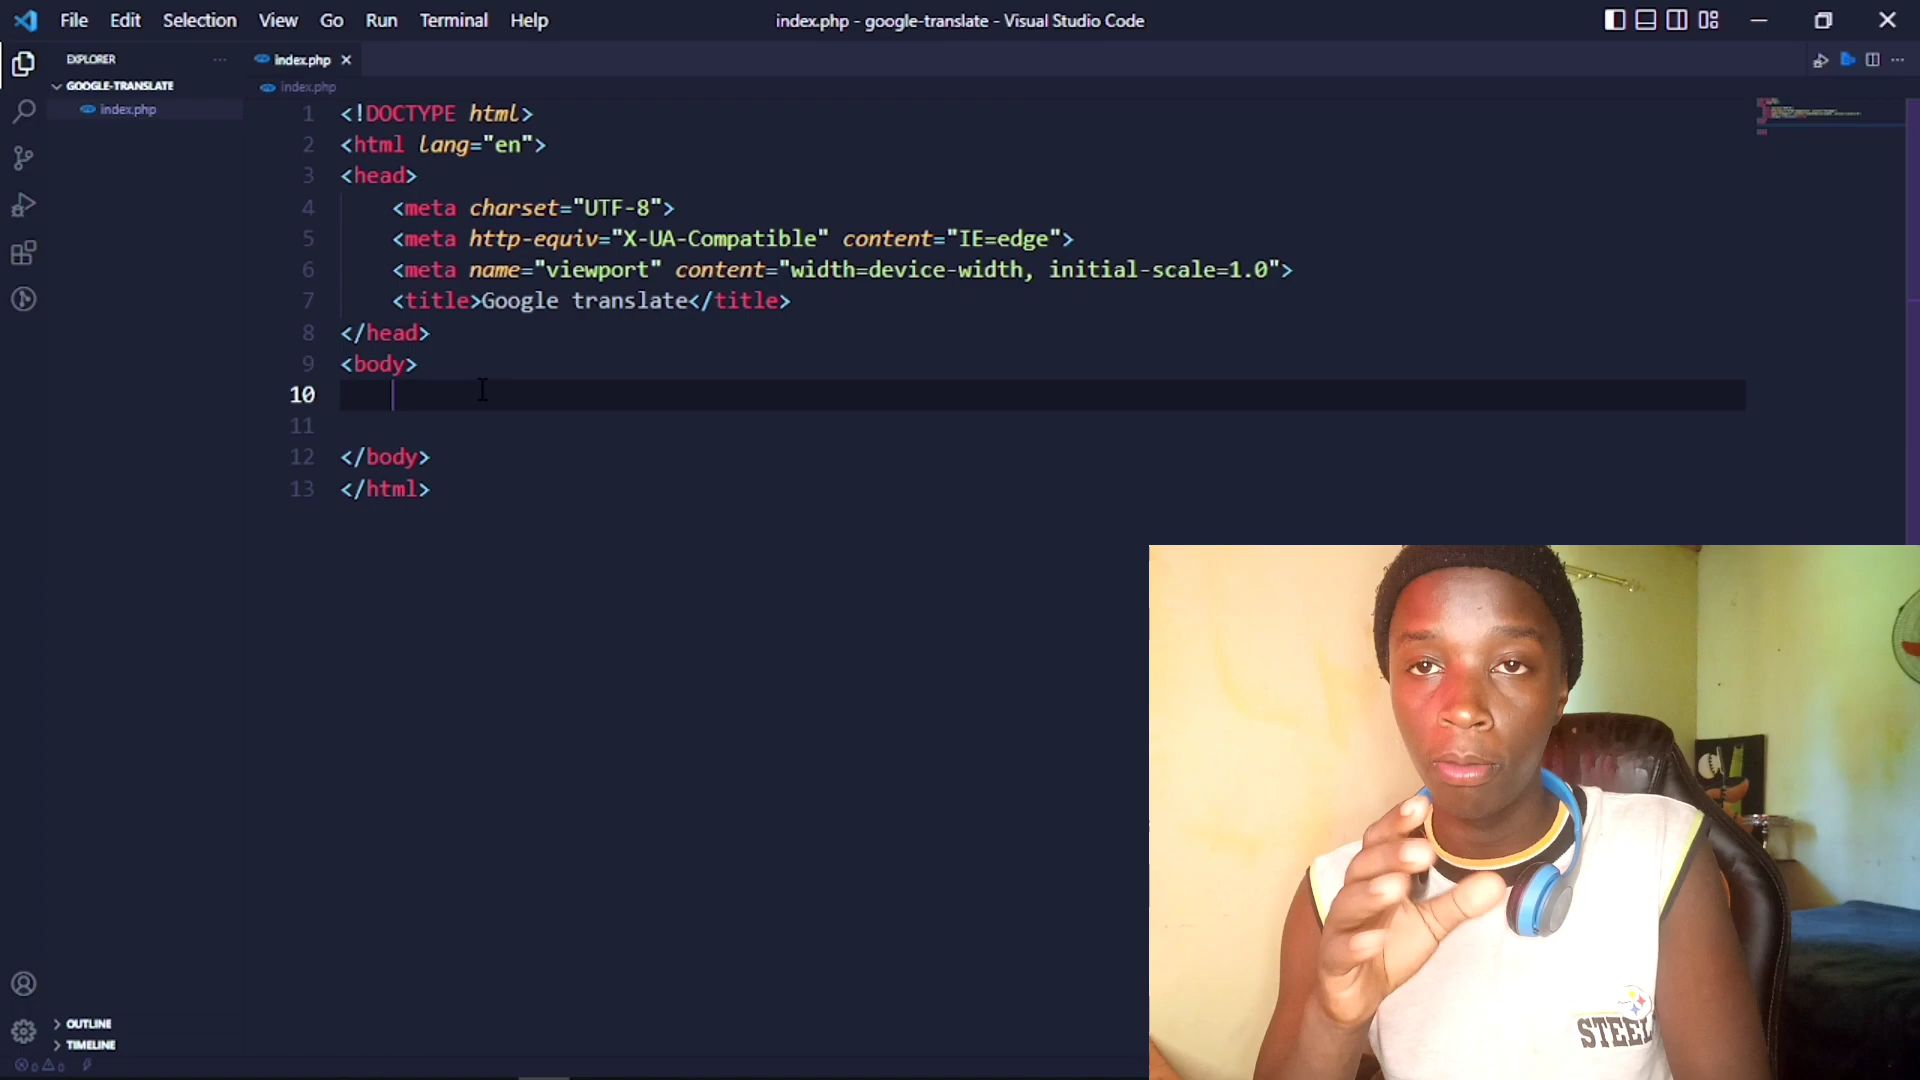 File Edit Selection View Go Run Terminal Help
index.php - google-translate - Visual Studio Code
EXPLORER
GOOGLE-TRANSLATE
index.php
index.php
index.php
1 <!DOCTYPE html>
2 <html lang="en">
3 <head>
4 <meta charset="UTF-8">
5 <meta http-equiv="X-UA-Compatible" content="IE=edge">
6 <meta name="viewport" content="width=device-width, initial-scale=1.0">
7 <title>Google translate</title>
8 </head>
9 <body>
10
11
12 </body>
13 </html>
OUTLINE
TIMELINE
0 0
STEEL